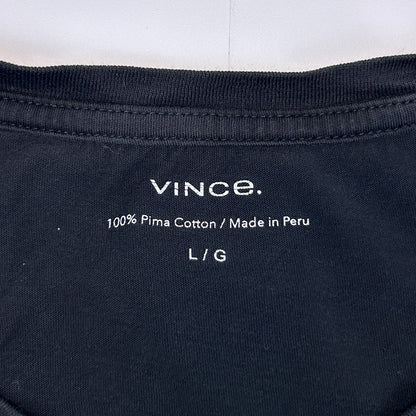 VINCe.
100% Pima Cotton / Made in Peru
L / G